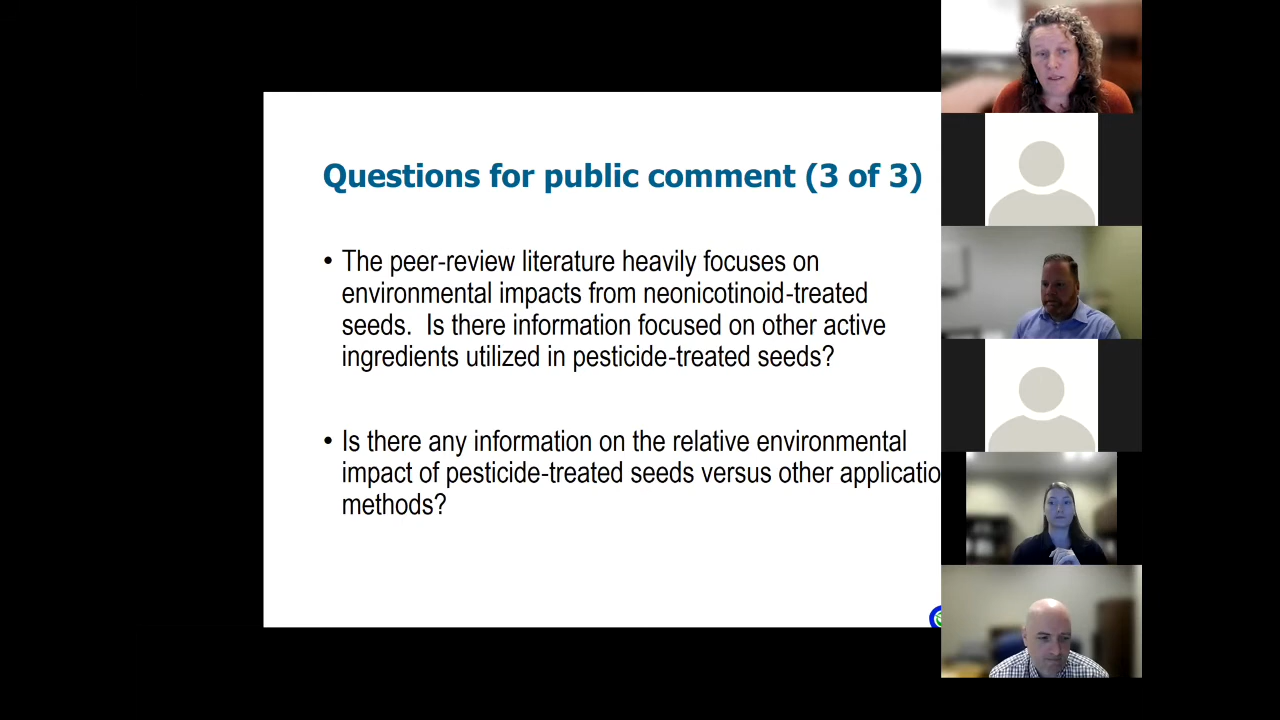 Questions for public comment (3 of 3)
• The peer-review literature heavily focuses on
environmental impacts from neonicotinoid-treated
seeds.  Is there information focused on other active
ingredients utilized in pesticide-treated seeds?
• Is there any information on the relative environmental
impact of pesticide-treated seeds versus other applicatio
methods?